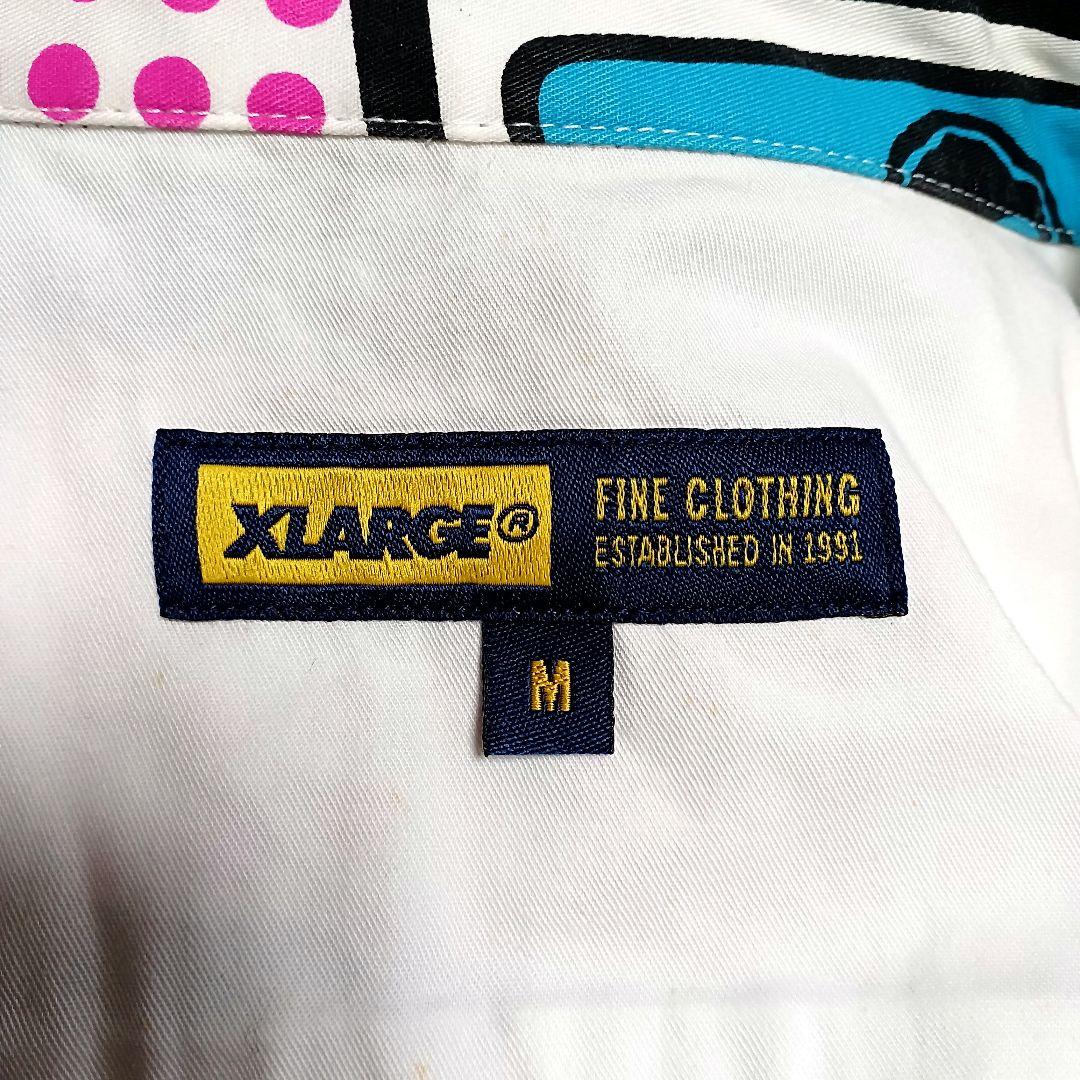 XLARGE®
FINE CLOTHING
ESTABLISHED IN 1991
M